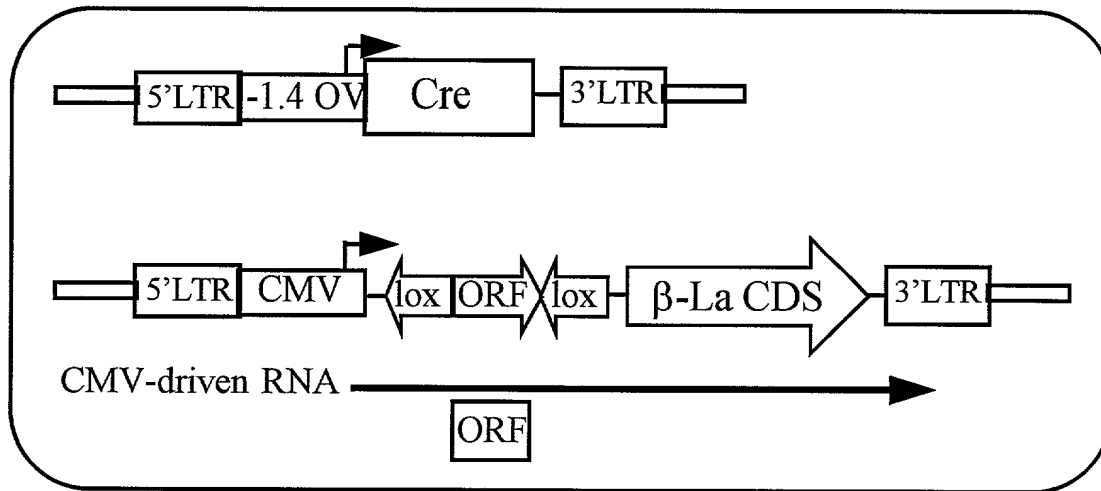 5'LTR -1.4 OV Cre 3'LTR
5'LTR CMV lox ORF lox β-La CDS 3'LTR
CMV-driven RNA
ORF